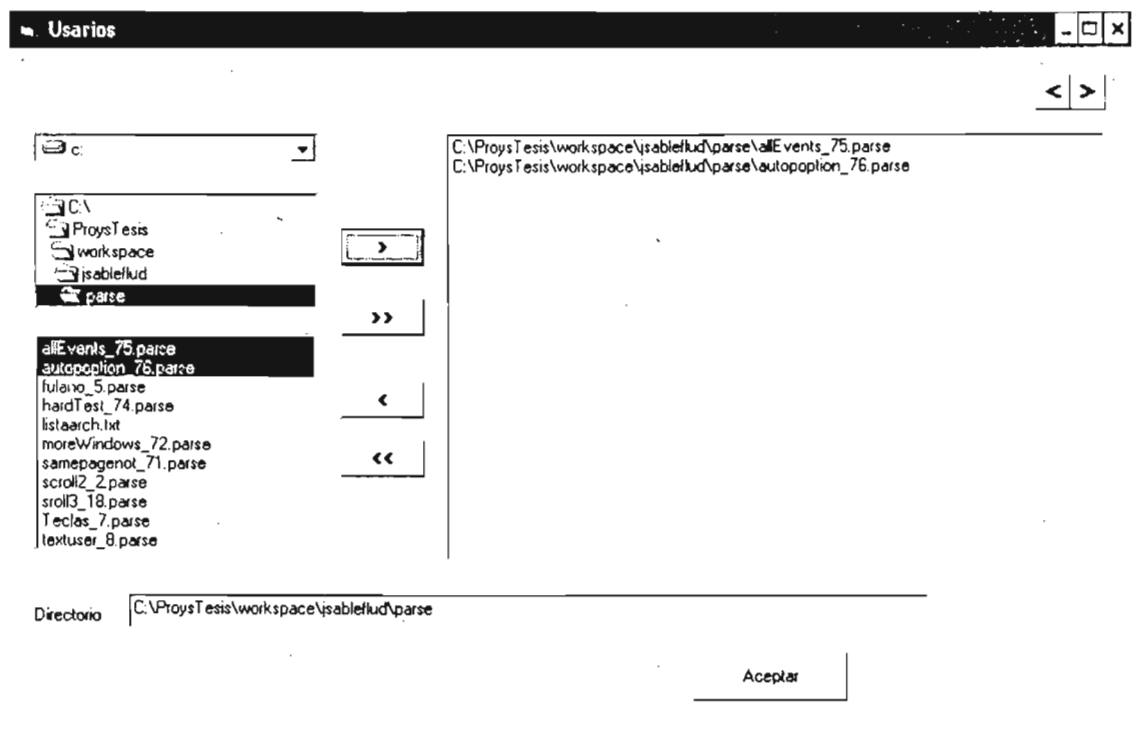 Usarios
< >
c:
C:\
ProysTesis
workspace
jsableflud
parse
allEvents_75.parse
autopoption_76.parse
fulano_5.parse
hardTest_74.parse
listaarch.txt
moreWindows_72.parse
samepagenot_71.parse
scroll2_2.parse
sroll3_18.parse
Teclas_7.parse
textuser_8.parse
>
>>
<
<<
C:\ProysTesis\workspace\jsableflud\parse\allEvents_75.parse
C:\ProysTesis\workspace\jsableflud\parse\autopoption_76.parse
Directorio C:\ProysTesis\workspace\jsableflud\parse
Aceptar